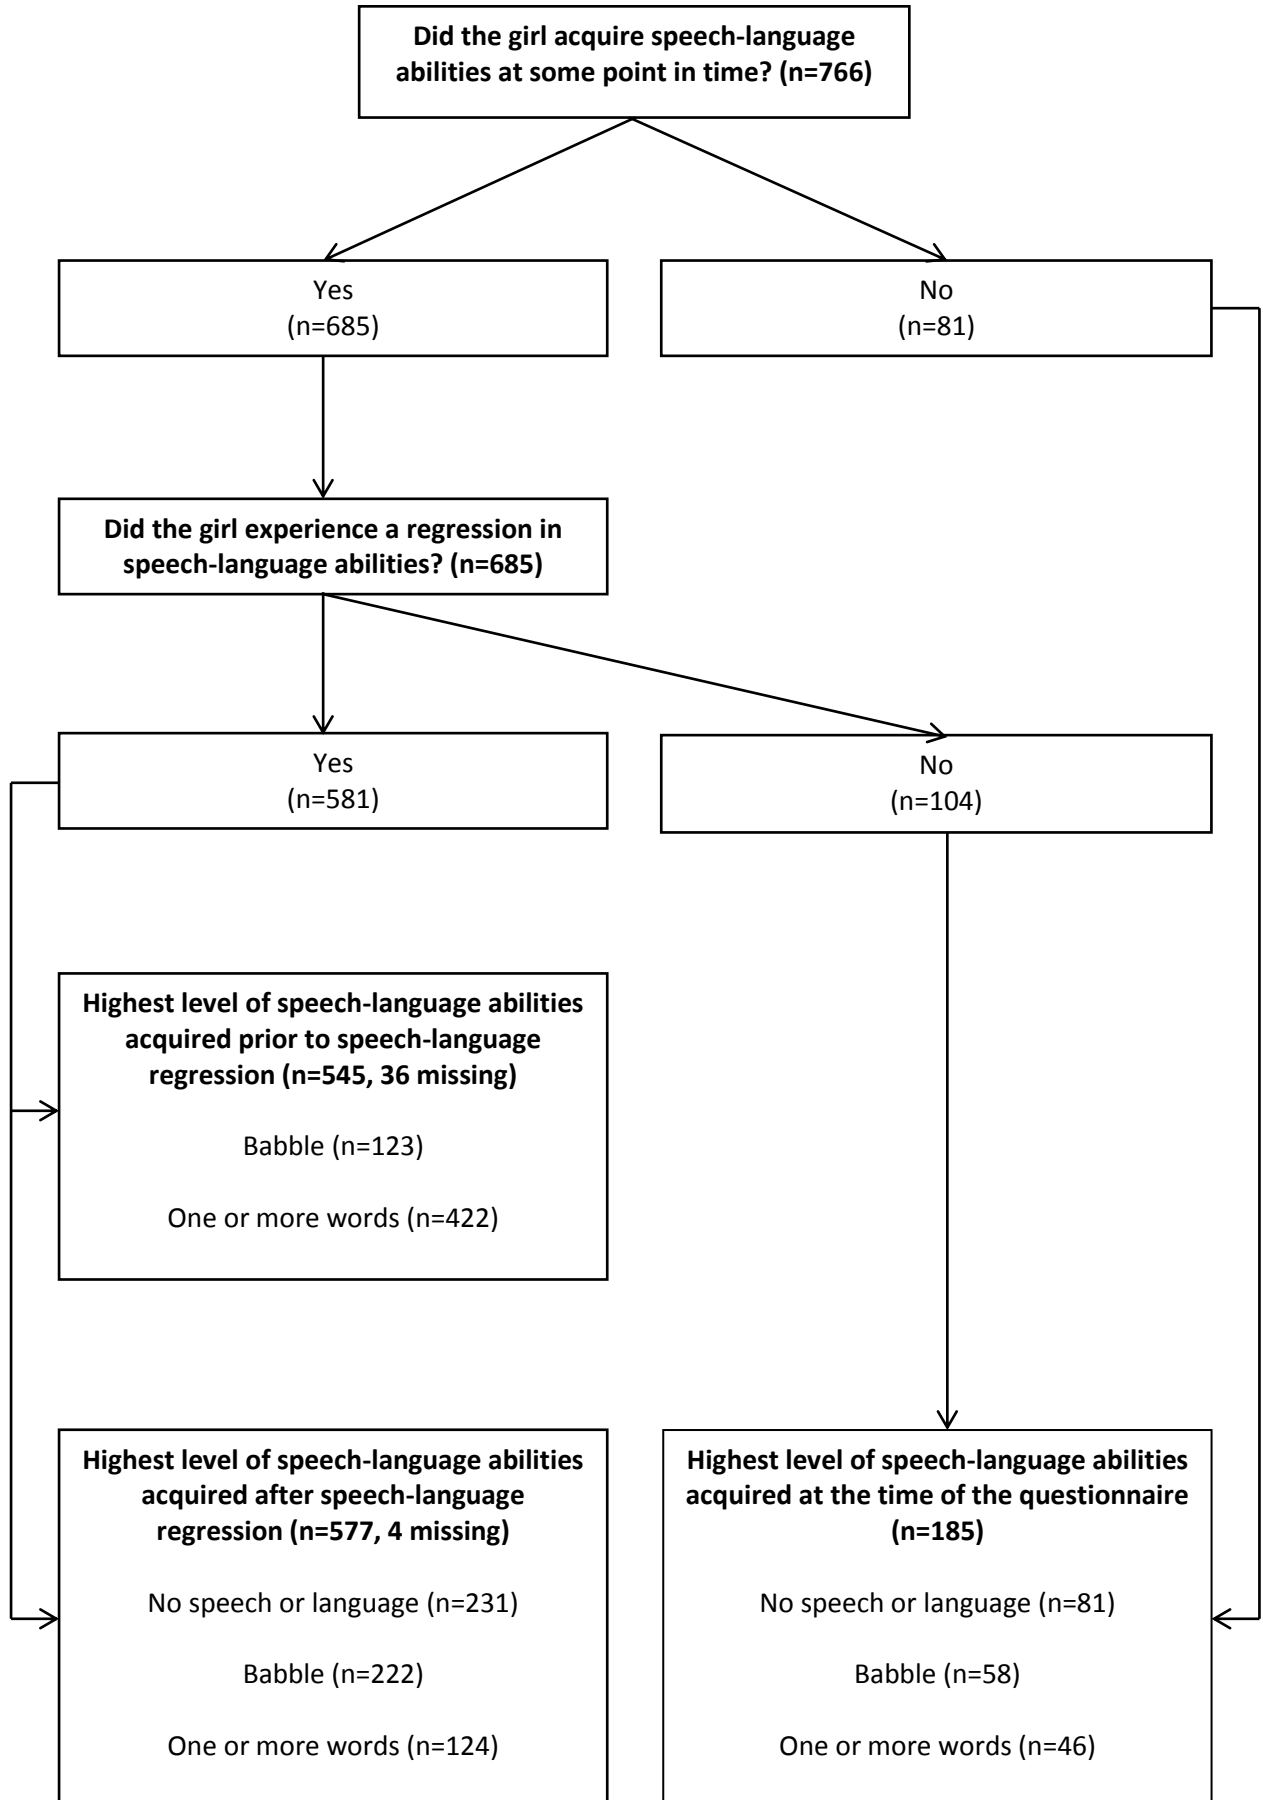 Did the girl acquire speech-language
abilities at some point in time? (n=766)
Yes
(n=685)
No
(n=81)
Did the girl experience a regression in
speech-language abilities? (n=685)
Yes
(n=581)
No
(n=104)
Highest level of speech-language abilities
acquired prior to speech-language
regression (n=545, 36 missing)
Babble (n=123)
One or more words (n=422)
Highest level of speech-language abilities
acquired after speech-language
regression (n=577, 4 missing)
No speech or language (n=231)
Babble (n=222)
One or more words (n=124)
Highest level of speech-language abilities
acquired at the time of the questionnaire
(n=185)
No speech or language (n=81)
Babble (n=58)
One or more words (n=46)